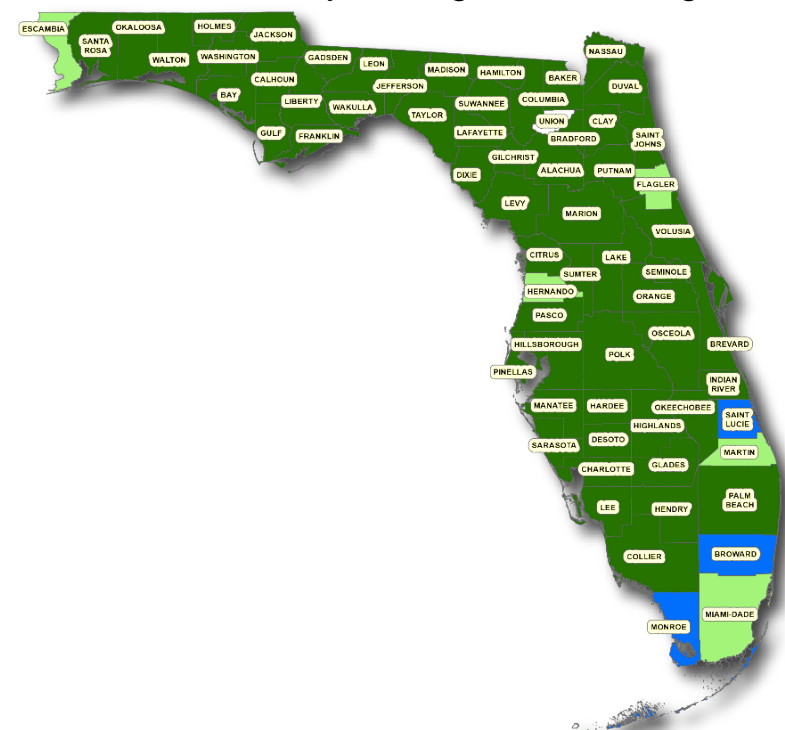 ESCAMBIA
SANTA
ROSA
OKALOOSA
WALTON
HOLMES
WASHINGTON
JACKSON
BAY
CALHOUN
GULF
GADSDEN
LIBERTY
FRANKLIN
LEON
WAKULLA
JEFFERSON
MADISON
TAYLOR
HAMILTON
SUWANNEE
LAFAYETTE
DIXIE
COLUMBIA
GILCHRIST
BAKER
NASSAU
DUVAL
UNION
BRADFORD
CLAY
SAINT
JOHNS
ALACHUA
PUTNAM
FLAGLER
LEVY
MARION
VOLUSIA
CITRUS
SUMTER
LAKE
SEMINOLE
HERNANDO
ORANGE
PASCO
OSCEOLA
BREVARD
HILLSBOROUGH
POLK
PINELLAS
INDIAN
RIVER
MANATEE
HARDEE
OKEECHOBEE
SAINT
LUCIE
HIGHLANDS
SARASOTA
DESOTO
MARTIN
CHARLOTTE
GLADES
PALM
BEACH
LEE
HENDRY
COLLIER
BROWARD
MIAMI-DADE
MONROE